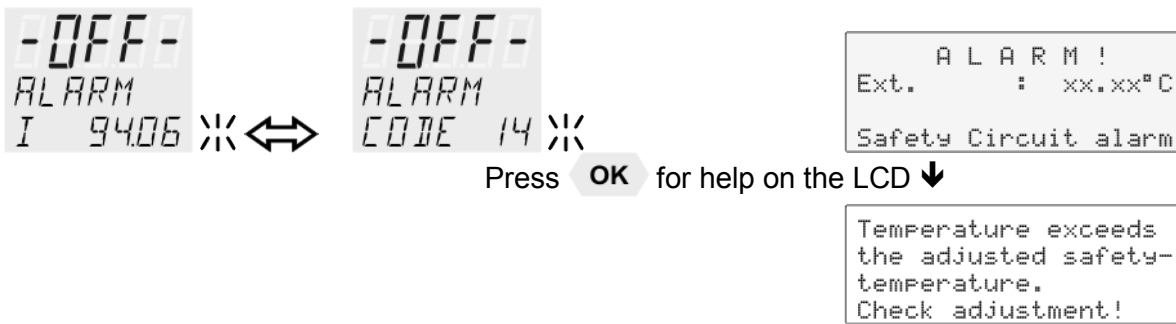 -OFF-
ALARM
I 94.06
-OFF-
ALARM
CODE 14
A L A R M !
Ext. : xx.xx°C
Safety Circuit alarm
Press OK for help on the LCD 🡻
Temperature exceeds
the adjusted safety-
temperature.
Check adjustment!